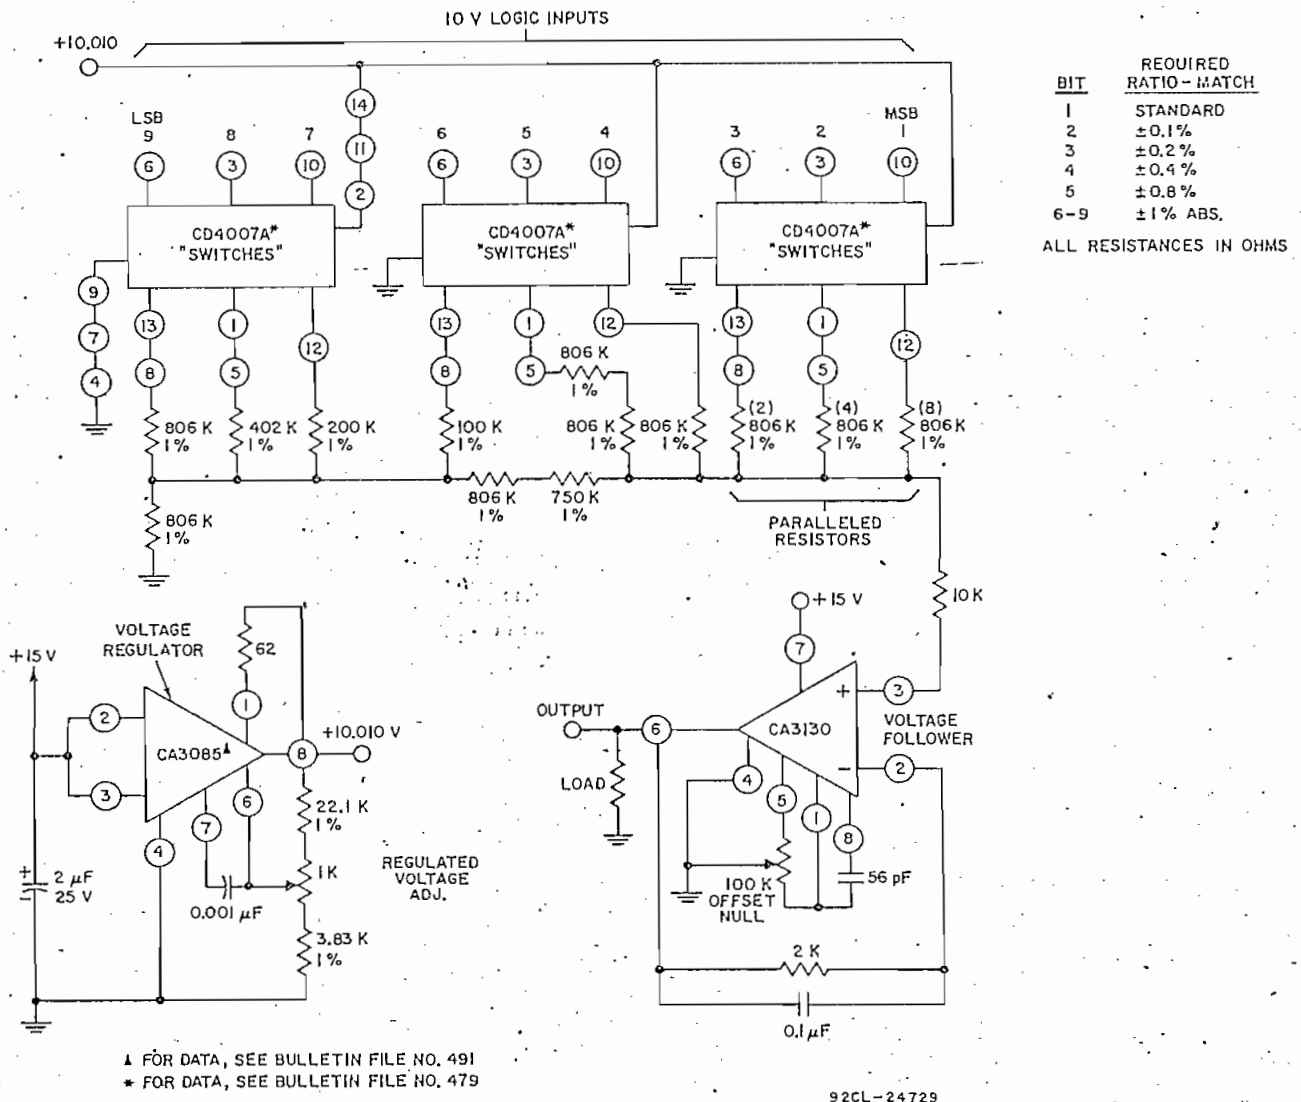 10 V LOGIC INPUTS
+10.010
REQUIRED
BIT RATIO-MATCH
1 STANDARD
2 ±0.1%
3 ±0.2%
4 ±0.4%
5 ±0.8%
6-9 ±1% ABS.
ALL RESISTANCES IN OHMS
LSB
9 8 7
6 5 4
3 2
MSB
1
14
11
2
6 3 10
6 3 10
6 3 10
CD4007A*
"SWITCHES"
CD4007A*
"SWITCHES"
CD4007A*
"SWITCHES"
9
7
4
13 1 12
8 5
13 1 12
8 5
13 1 12
8 5
806 K
1%
806 K
1%
402 K
1%
200 K
1%
100 K
1%
806 K
1%
806 K
1%
(2)
806 K
1%
(4)
806 K
1%
(8)
806 K
1%
806 K
1%
750 K
1%
806 K
1%
PARALLELED
RESISTORS
10 K
VOLTAGE
REGULATOR
+15 V
62
1
2
3
CA3085▲
8
+10.010 V
6
7
4
22.1 K
1%
1 K
3.83 K
1%
0.001 µF
+
2 µF
25 V
-
REGULATED
VOLTAGE
ADJ.
+15 V
7
+
3
CA3130
VOLTAGE
FOLLOWER
-
2
OUTPUT
6
LOAD
4
5
1
8
100 K
OFFSET
NULL
56 pF
2 K
0.1 µF
▲ FOR DATA, SEE BULLETIN FILE NO. 491
* FOR DATA, SEE BULLETIN FILE NO. 479
92CL-24729